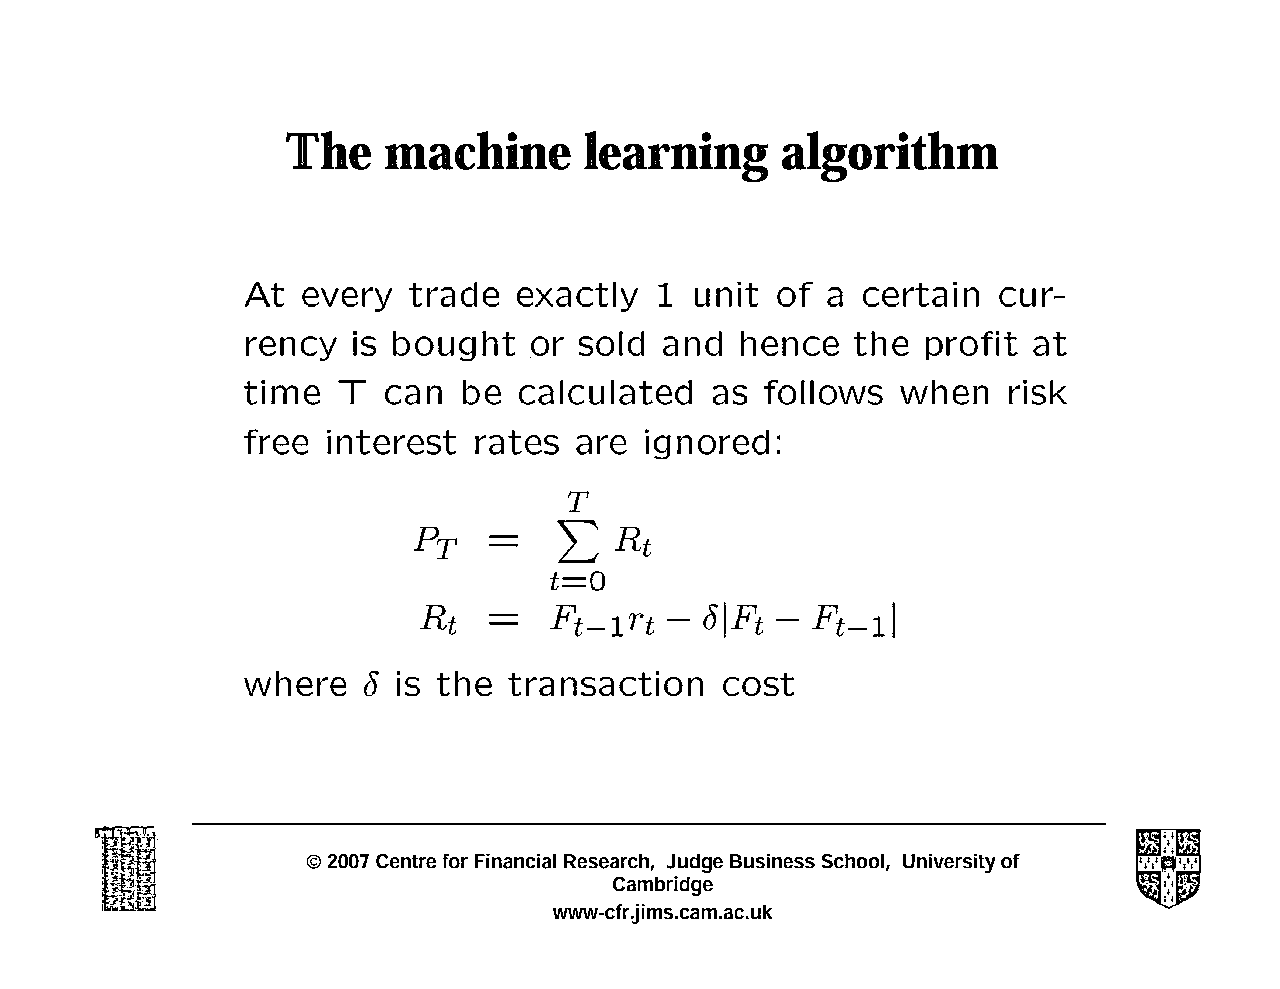 The machine learning algorithm
At every trade exactly 1 unit of a certain cur-
rency is bought or sold and hence the profit at
time T can be calculated as follows when risk
free interest rates are ignored:
P_T = \sum_{t=0}^{T} R_t
R_t = F_{t-1}r_t − δ|F_t − F_{t-1}|
where δ is the transaction cost
© 2007 Centre for Financial Research, Judge Business School, University of
Cambridge
www-cfr.jims.cam.ac.uk